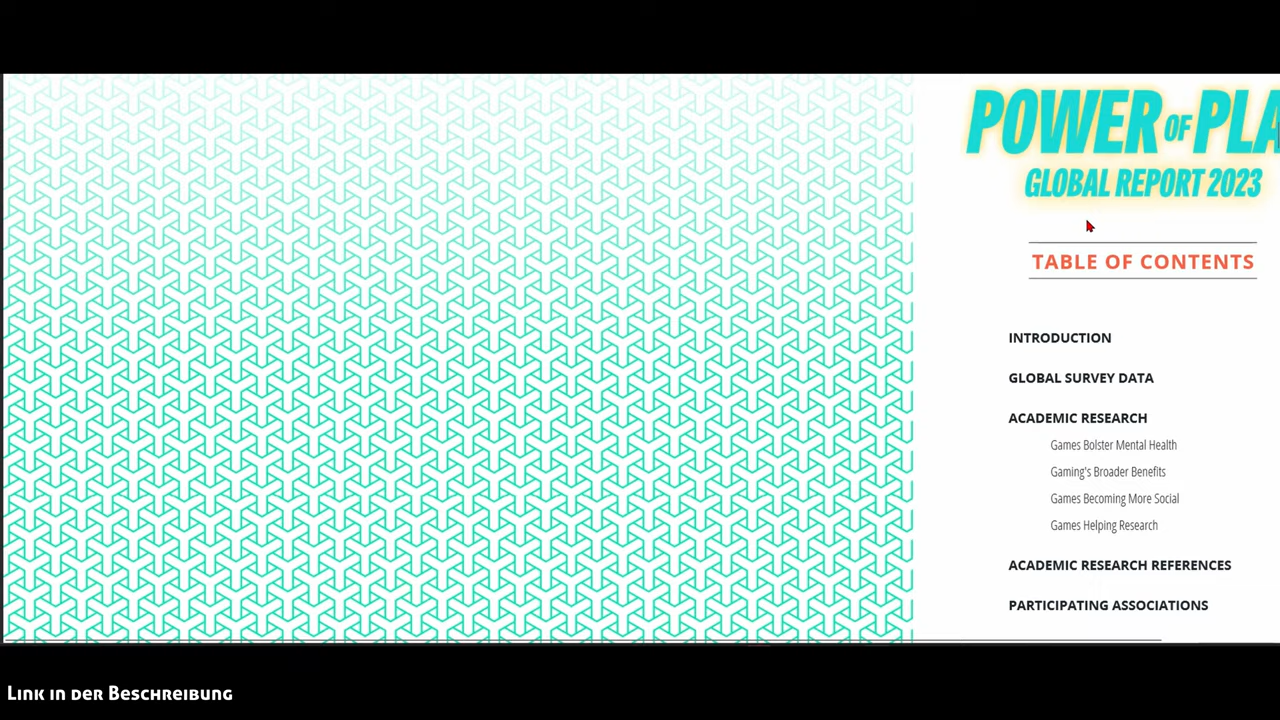 POWER OF PLA
GLOBAL REPORT 2023
TABLE OF CONTENTS
INTRODUCTION
GLOBAL SURVEY DATA
ACADEMIC RESEARCH
Games Bolster Mental Health
Gaming's Broader Benefits
Games Becoming More Social
Games Helping Research
ACADEMIC RESEARCH REFERENCES
PARTICIPATING ASSOCIATIONS
Link in der Beschreibung